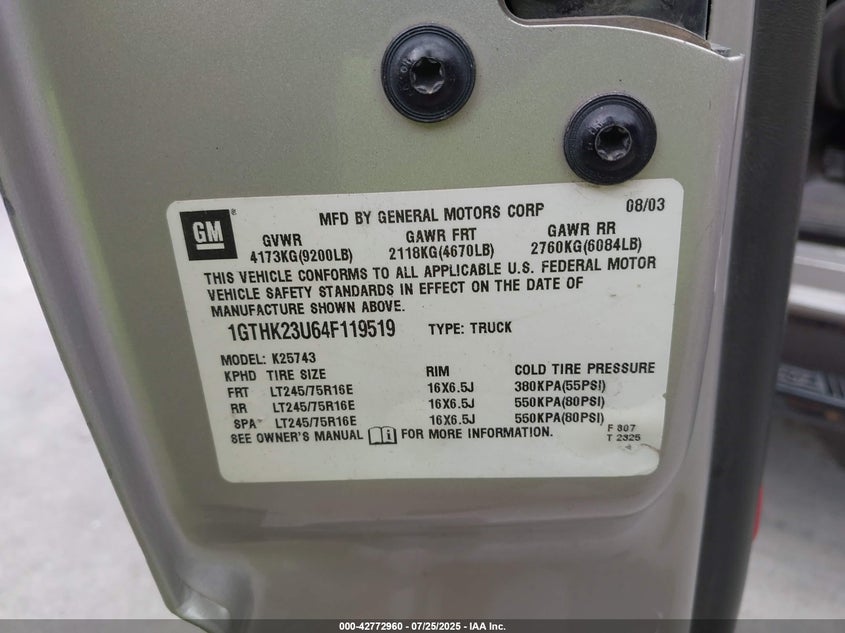 GM®
MFD BY GENERAL MOTORS CORP 08/03
GVWR GAWR FRT GAWR RR
4173KG(9200LB) 2118KG(4670LB) 2760KG(6084LB)
THIS VEHICLE CONFORMS TO ALL APPLICABLE U.S. FEDERAL MOTOR
VEHICLE SAFETY STANDARDS IN EFFECT ON THE DATE OF
MANUFACTURE SHOWN ABOVE.
1GTHK23U64F119519 TYPE: TRUCK
MODEL: K25743
KPHD TIRE SIZE RIM COLD TIRE PRESSURE
FRT LT245/75R16E 16X6.5J 380KPA(55PSI)
RR LT245/75R16E 16X6.5J 550KPA(80PSI)
SPA LT245/75R16E 16X6.5J 550KPA(80PSI)
SEE OWNER'S MANUAL FOR MORE INFORMATION.
F 807
T 2325
000-42772960 - 07/25/2025 - IAA Inc.